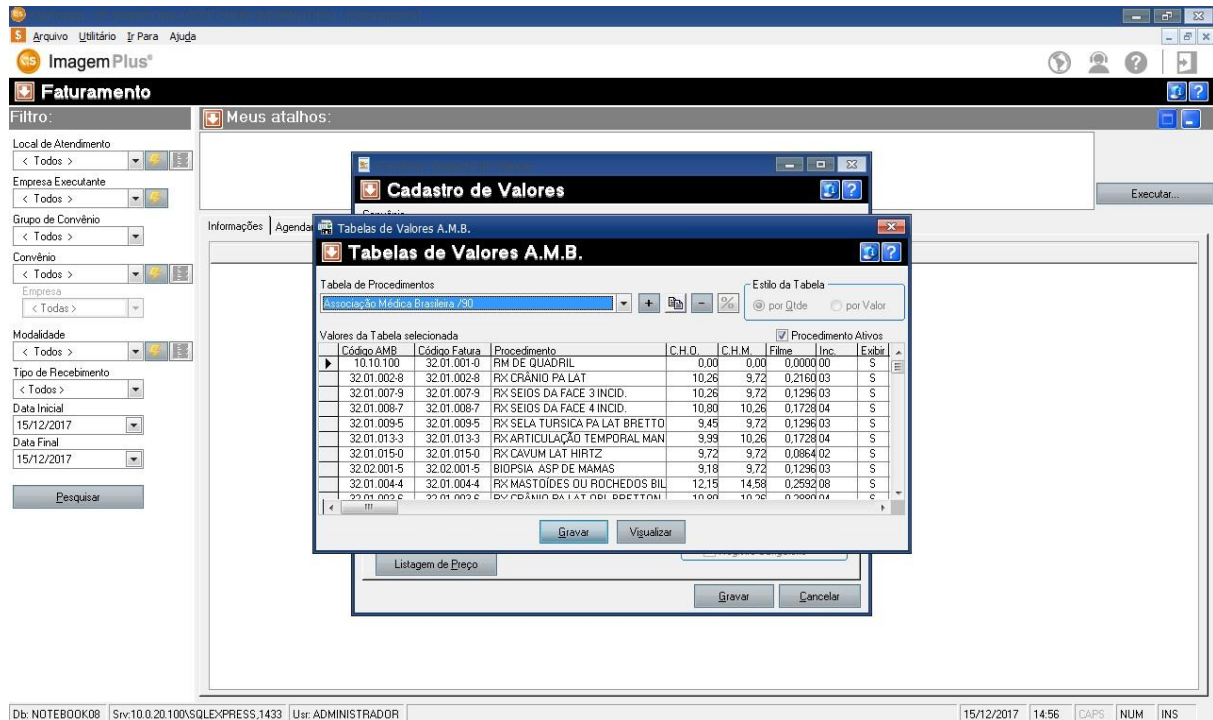 Arquivo Utilitário Ir Para Ajuda
ImagemPlus®
Faturamento
Filtro:
Meus atalhos:
Local de Atendimento
< Todos >
Empresa Executante
< Todos >
Grupo de Convênio
< Todos >
Convênio
< Todos >
Empresa
< Todas >
Modalidade
< Todos >
Tipo de Recebimento
< Todos >
Data Inicial
15/12/2017
Data Final
15/12/2017
Pesquisar
Executar...
Informações
Cadastro de Valores
Tabelas de Valores A.M.B.
Tabelas de Valores A.M.B.
Tabela de Procedimentos
Associação Médica Brasileira /90
Estilo da Tabela
por Qtde por Valor
Valores da Tabela selecionada
Procedimento Ativos
Código AMB Código Fatura Procedimento C.H.O. C.H.M. Filme Inc. Exibir
10.10.100 32.01.001-0 RM DE QUADRIL 0,00 0,00 0,0000 00 S
32.01.002-8 32.01.002-8 RX CRÂNIO PA LAT 10,26 9,72 0,2160 03 S
32.01.007-9 32.01.007-9 RX SEIOS DA FACE 3 INCID. 10,26 9,72 0,1296 03 S
32.01.008-7 32.01.008-7 RX SEIOS DA FACE 4 INCID. 10,80 10,26 0,1728 04 S
32.01.009-5 32.01.009-5 RX SELA TURSICA PA LAT BRETTO 9,45 9,72 0,1296 03 S
32.01.013-3 32.01.013-3 RX ARTICULAÇÃO TEMPORAL MAN 9,99 10,26 0,1728 04 S
32.01.015-0 32.01.015-0 RX CAVUM LAT HIRTZ 9,72 9,72 0,0864 02 S
32.02.001-5 32.02.001-5 BIOPSIA ASP DE MAMAS 9,18 9,72 0,1296 03 S
32.01.004-4 32.01.004-4 RX MASTOÍDES OU ROCHEDOS BIL 12,15 14,58 0,2592 08 S
Gravar Visualizar
Listagem de Preço
Gravar Cancelar
Db: NOTEBOOK08 Srv:10.0.20.100\SQLEXPRESS,1433 Usr: ADMINISTRADOR 15/12/2017 14:56 CAPS NUM INS